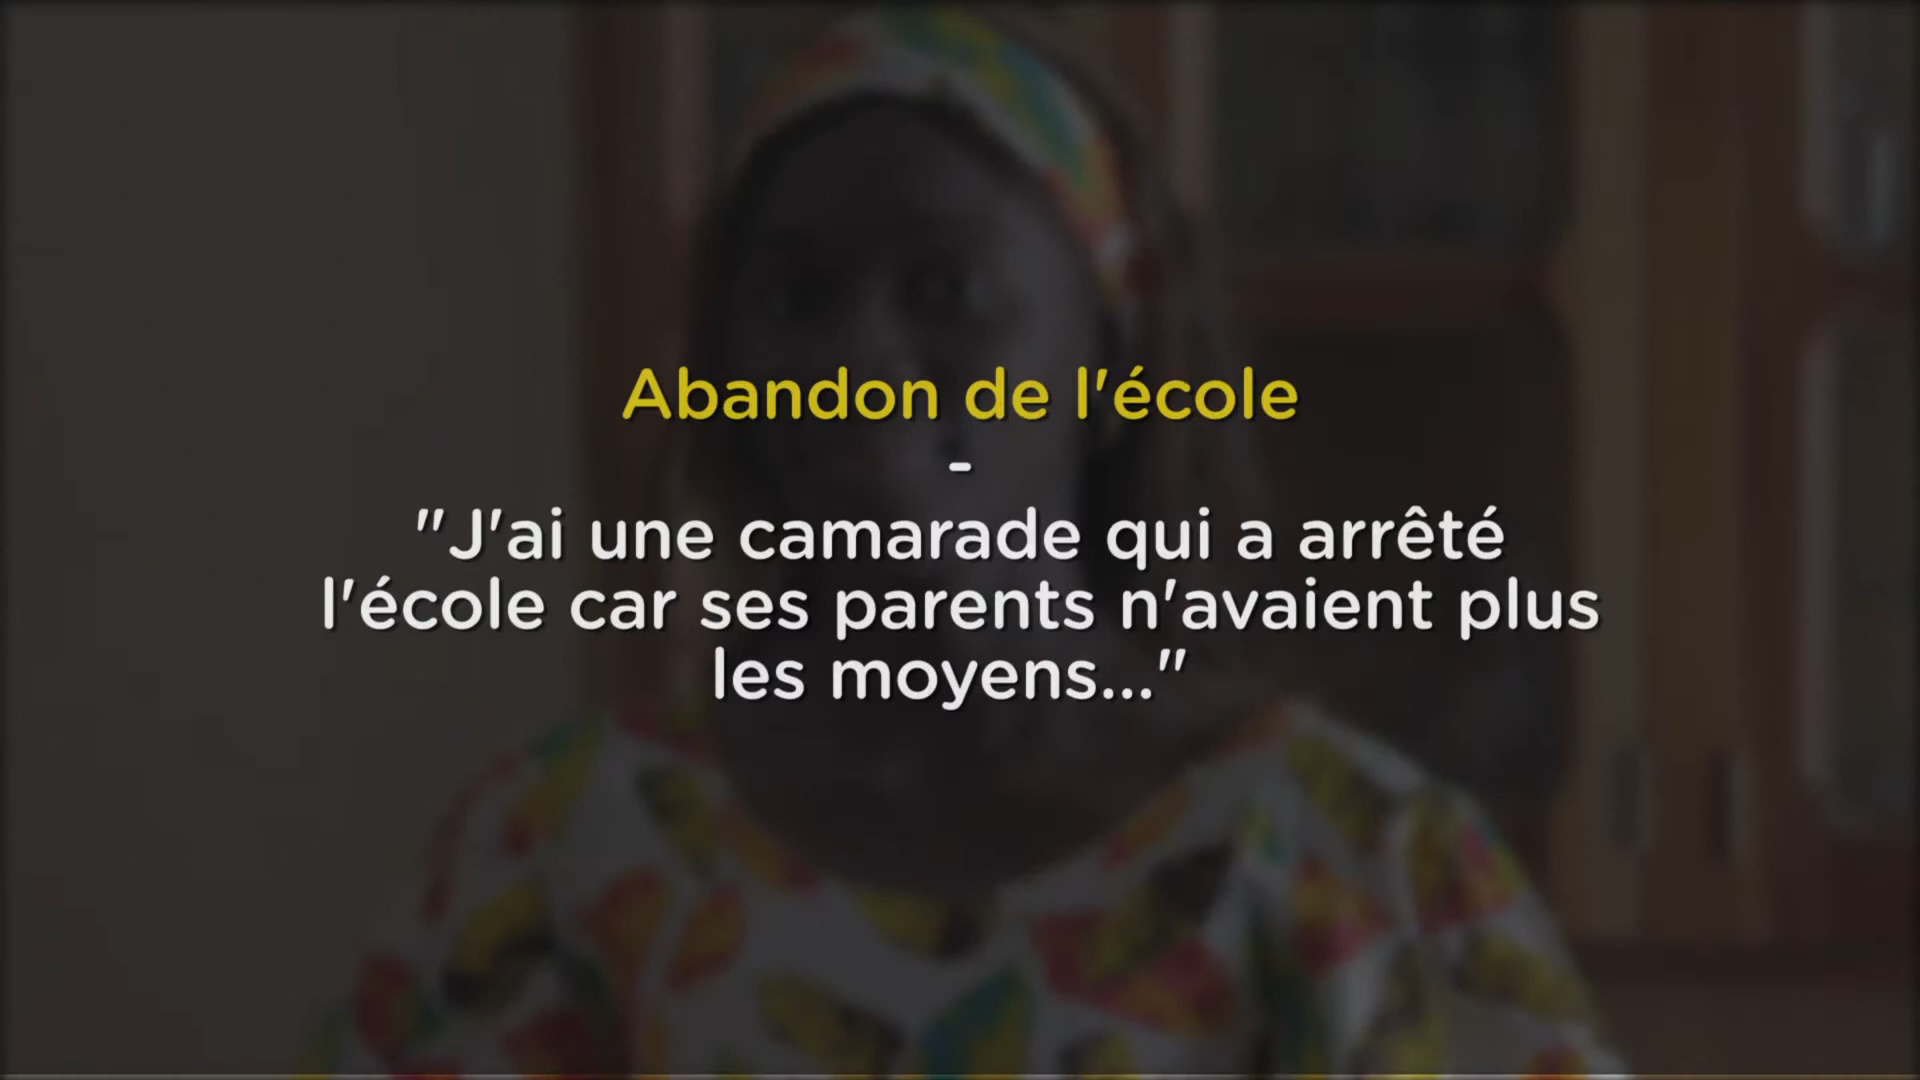 Abandon de l'école
-
"J'ai une camarade qui a arrêté
l'école car ses parents n'avaient plus
les moyens..."